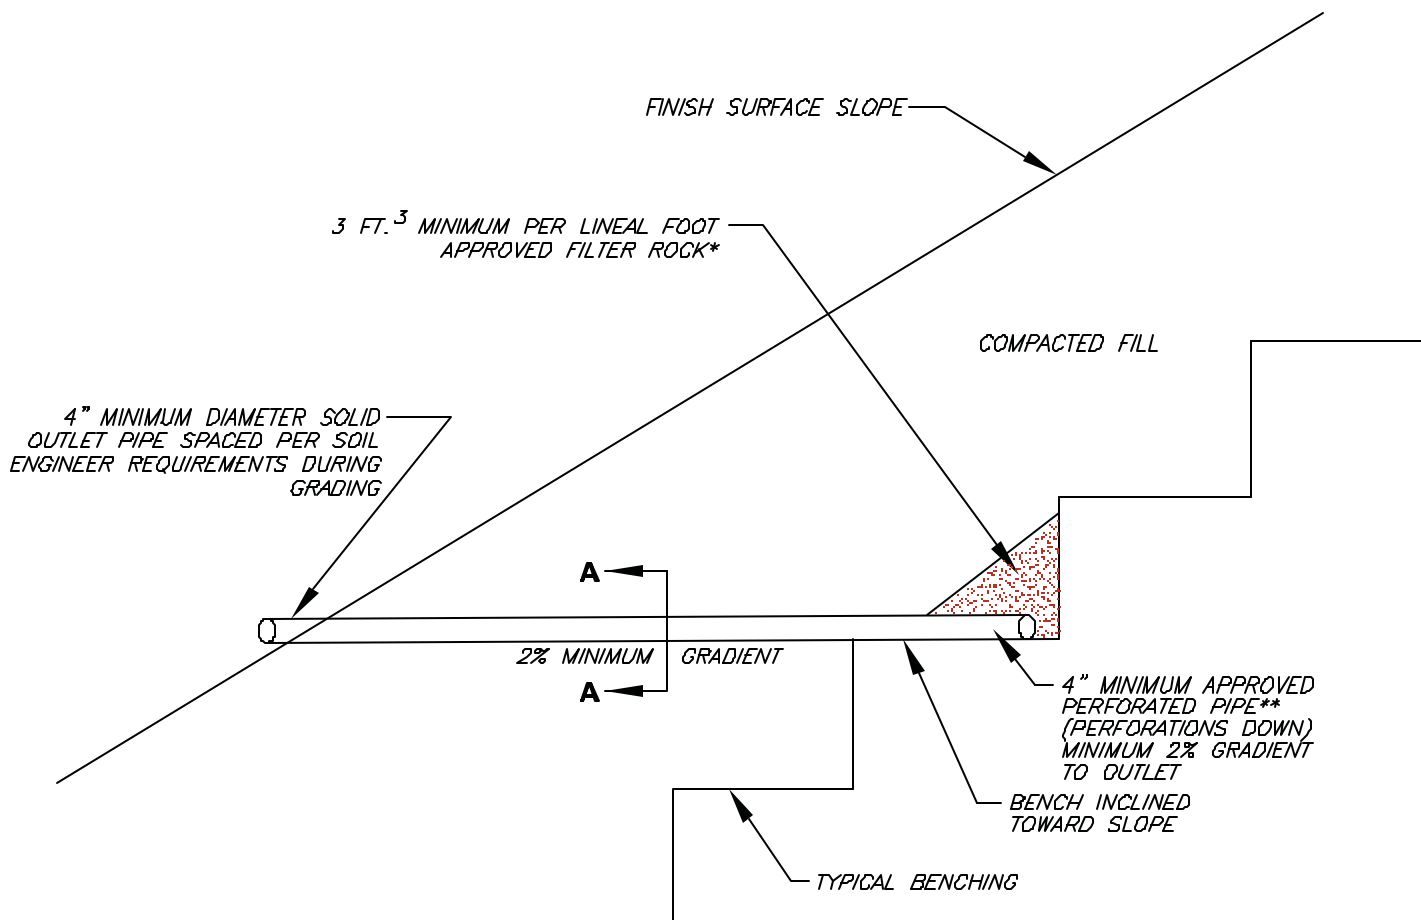 FINISH SURFACE SLOPE
3 FT.³ MINIMUM PER LINEAL FOOT
APPROVED FILTER ROCK*
COMPACTED FILL
4” MINIMUM DIAMETER SOLID
OUTLET PIPE SPACED PER SOIL
ENGINEER REQUIREMENTS DURING
GRADING
A
2% MINIMUM GRADIENT
A
4” MINIMUM APPROVED
PERFORATED PIPE**
(PERFORATIONS DOWN)
MINIMUM 2% GRADIENT
TO OUTLET
BENCH INCLINED
TOWARD SLOPE
TYPICAL BENCHING